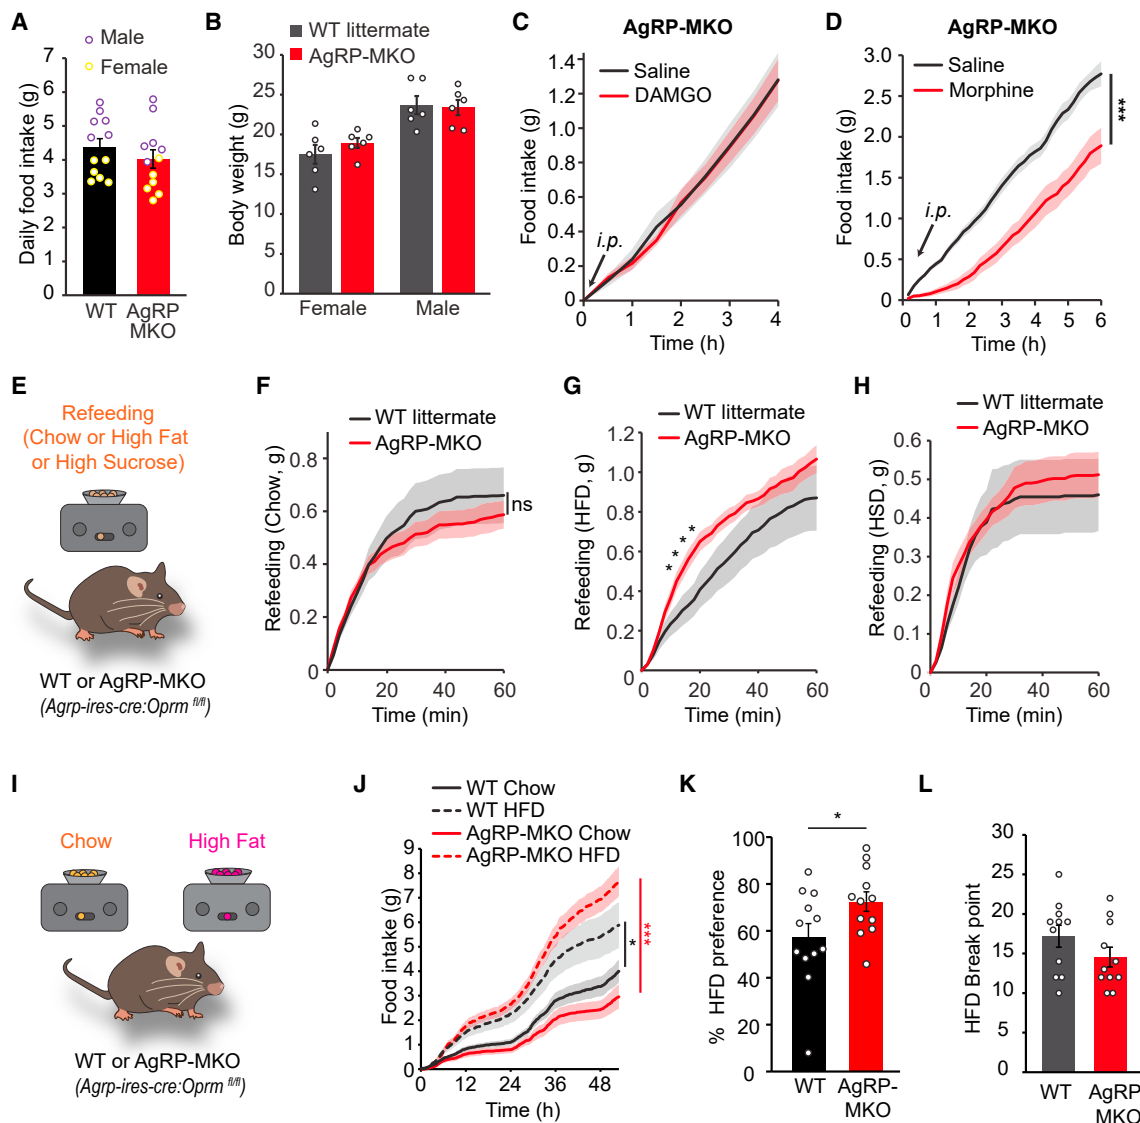 A
Male
Female
Daily food intake (g)
7
6
5
4
3
2
1
0
WT
AgRP
MKO
B
WT littermate
AgRP-MKO
Body weight (g)
30
25
20
15
10
5
0
Female
Male
C
AgRP-MKO
Saline
DAMGO
Food intake (g)
1.4
1.2
1.0
0.8
0.6
0.4
0.2
0
i.p.
0 1 2 3 4
Time (h)
D
AgRP-MKO
Saline
Morphine
Food intake (g)
3.0
2.5
2.0
1.5
1.0
0.5
0
i.p.
***
0 1 2 3 4 5 6
Time (h)
E
Refeeding
(Chow or High Fat
or High Sucrose)
WT or AgRP-MKO
(Agrp-ires-cre:Oprm fl/fl)
F
WT littermate
AgRP-MKO
Refeeding (Chow, g)
0.8
0.6
0.4
0.2
0
ns
0 20 40 60
Time (min)
G
WT littermate
AgRP-MKO
Refeeding (HFD, g)
1.2
1.0
0.8
0.6
0.4
0.2
0
* * * *
0 20 40 60
Time (min)
H
WT littermate
AgRP-MKO
Refeeding (HSD, g)
0.6
0.5
0.4
0.3
0.2
0.1
0
0 20 40 60
Time (min)
I
Chow
High Fat
WT or AgRP-MKO
(Agrp-ires-cre:Oprm fl/fl)
J
WT Chow
WT HFD
AgRP-MKO Chow
AgRP-MKO HFD
Food intake (g)
9
8
7
6
5
4
3
2
1
0
*
***
0 12 24 36 48
Time (h)
K
*
% HFD preference
100
80
60
40
20
0
WT
AgRP-
MKO
L
HFD Break point
30
25
20
15
10
5
0
WT
AgRP
MKO